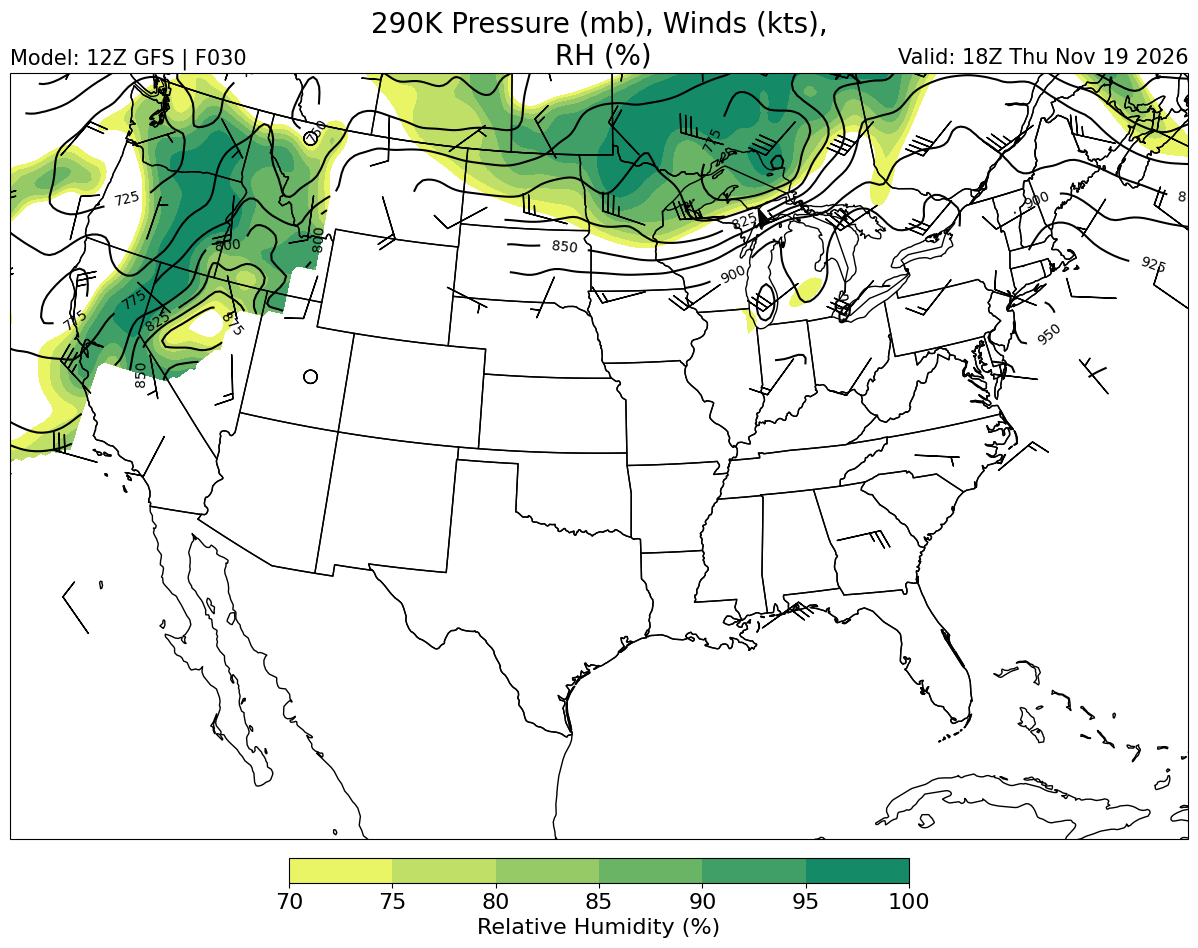 290K Pressure (mb), Winds (kts),
RH (%)
Model: 12Z GFS | F030
Valid: 18Z Thu Nov 19 2026
750
775
725
825
900
8
800
800
850
925
900
775
775
825
875
950
850
70 75 80 85 90 95 100
Relative Humidity (%)